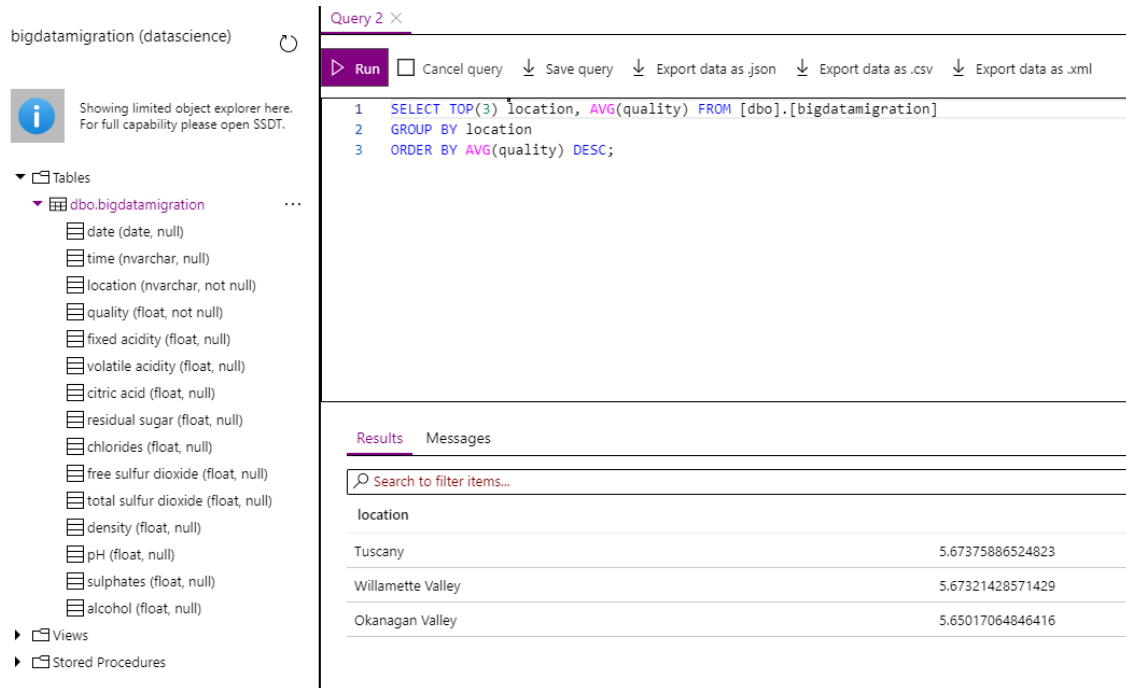 bigdatamigration (datascience)
Showing limited object explorer here.
For full capability please open SSDT.
Tables
dbo.bigdatamigration
...
date (date, null)
time (nvarchar, null)
location (nvarchar, not null)
quality (float, not null)
fixed acidity (float, null)
volatile acidity (float, null)
citric acid (float, null)
residual sugar (float, null)
chlorides (float, null)
free sulfur dioxide (float, null)
total sulfur dioxide (float, null)
density (float, null)
pH (float, null)
sulphates (float, null)
alcohol (float, null)
Views
Stored Procedures
Query 2
Run Cancel query Save query Export data as .json Export data as .csv Export data as .xml
1 SELECT TOP(3) location, AVG(quality) FROM [dbo].[bigdatamigration]
2 GROUP BY location
3 ORDER BY AVG(quality) DESC;
Results Messages
Search to filter items...
location
Tuscany 5.67375886524823
Willamette Valley 5.67321428571429
Okanagan Valley 5.65017064846416